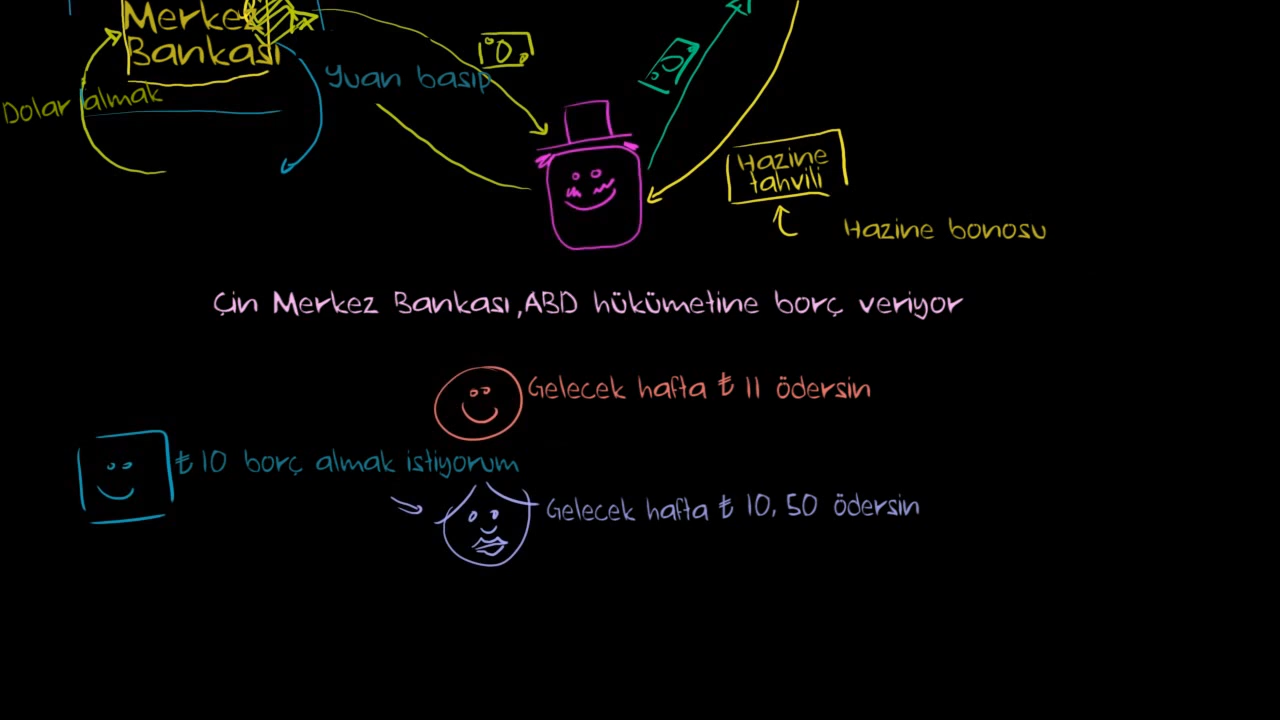 Merkez
Bankası
Yuan basıp
Dolar almak
Hazine
tahvili
Hazine bonosu
Çin Merkez Bankası, ABD hükümetine borç veriyor
Gelecek hafta ₺ 11 ödersin
₺ 10 borç almak istiyorum
Gelecek hafta ₺ 10,50 ödersin